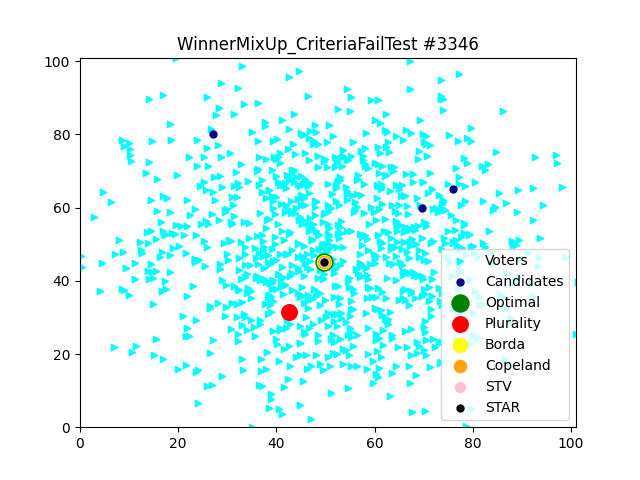 WinnerMixUp_CriteriaFailTest #3346
100
80
60
40
20
0
0
20
40
60
80
100
Voters
Candidates
Optimal
Plurality
Borda
Copeland
STV
STAR